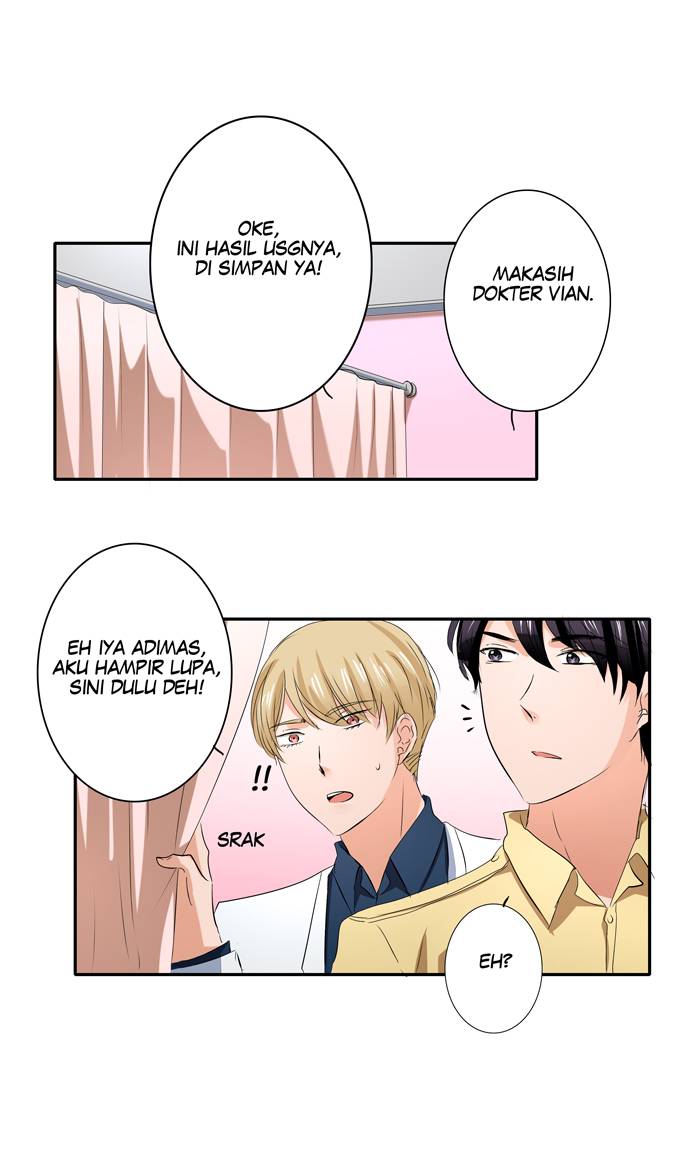 OKE,
INI HASIL USGNYA,
DI SIMPAN YA!
MAKASIH
DOKTER VIAN.
EH IYA ADIMAS,
AKU HAMPIR LUPA,
SINI DULU DEH!
!!
SRAK
EH?